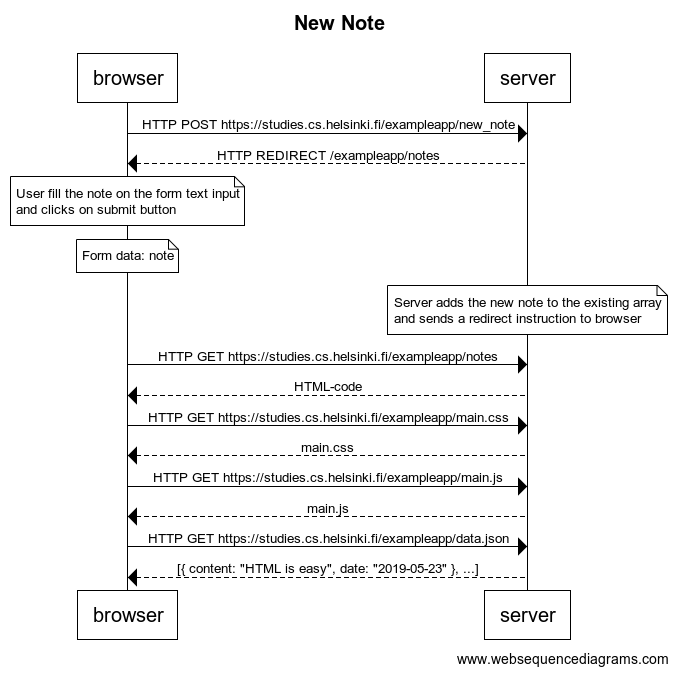 New Note
browser server
HTTP POST https://studies.cs.helsinki.fi/exampleapp/new_note
HTTP REDIRECT /exampleapp/notes
User fill the note on the form text input
and clicks on submit button
Form data: note
Server adds the new note to the existing array
and sends a redirect instruction to browser
HTTP GET https://studies.cs.helsinki.fi/exampleapp/notes
HTML-code
HTTP GET https://studies.cs.helsinki.fi/exampleapp/main.css
main.css
HTTP GET https://studies.cs.helsinki.fi/exampleapp/main.js
main.js
HTTP GET https://studies.cs.helsinki.fi/exampleapp/data.json
[{ content: "HTML is easy", date: "2019-05-23" }, ...]
browser server
www.websequencediagrams.com